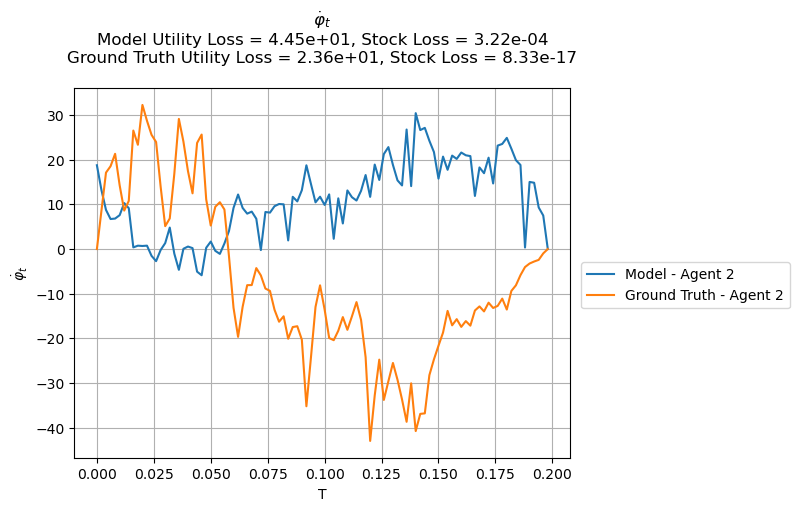 φ̇ₜ
Model Utility Loss = 4.45e+01, Stock Loss = 3.22e-04
Ground Truth Utility Loss = 2.36e+01, Stock Loss = 8.33e-17
φ̇ₜ
30
20
10
0
−10
−20
−30
−40
0.000
0.025
0.050
0.075
0.100
0.125
0.150
0.175
0.200
T
Model - Agent 2
Ground Truth - Agent 2